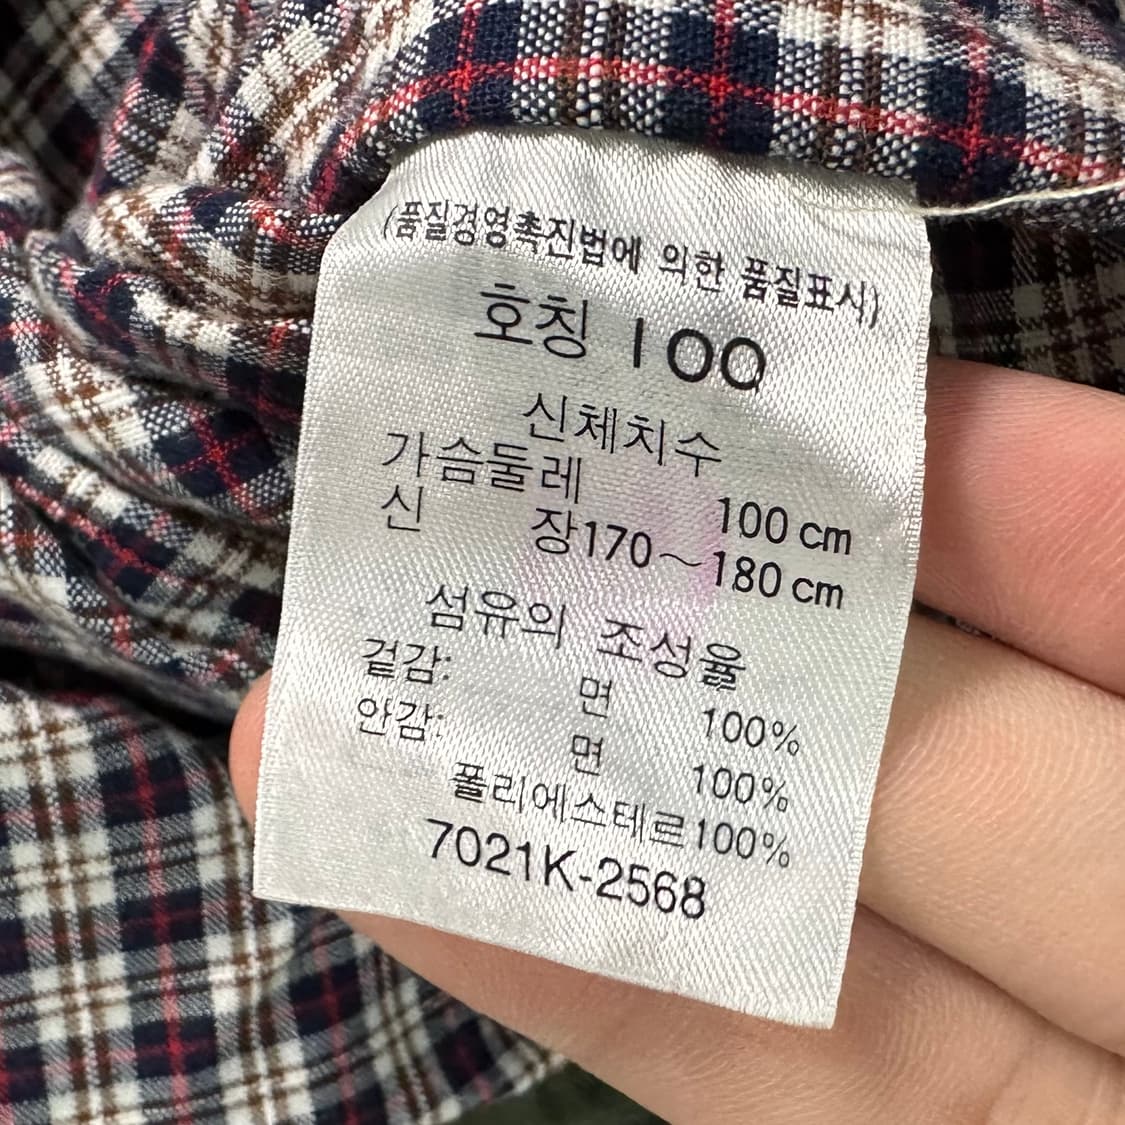 (품질경영촉진법에 의한 품질표시)
호칭 100
신체치수
가슴둘레 100 cm
신 장170~180 cm
섬유의 조성율
겉감: 면 100%
안감: 면 100%
폴리에스테르100%
7021K-2568